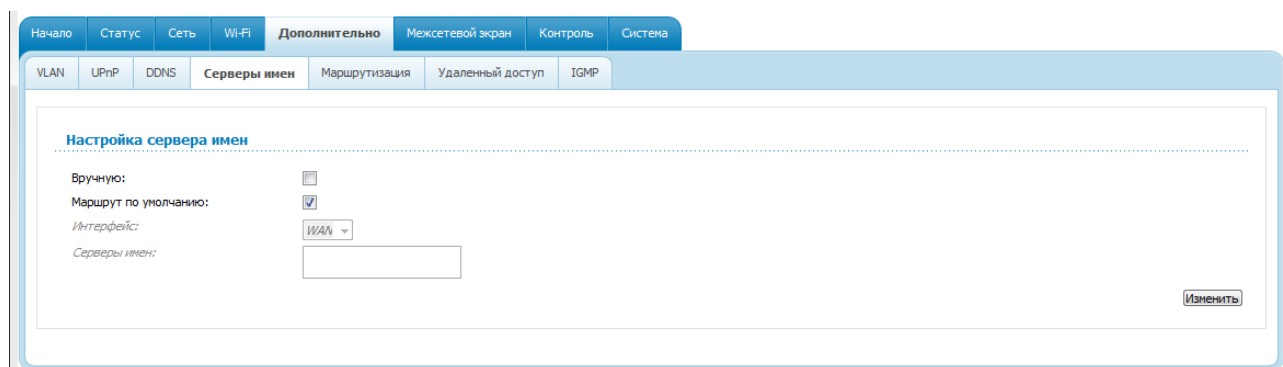 Начало Статус Сеть Wi-Fi Дополнительно Межсетевой экран Контроль Система
VLAN UPnP DDNS Серверы имен Маршрутизация Удаленный доступ IGMP
Настройка сервера имен
Вручную:
Маршрут по умолчанию:
Интерфейс: WAN
Серверы имен:
Изменить